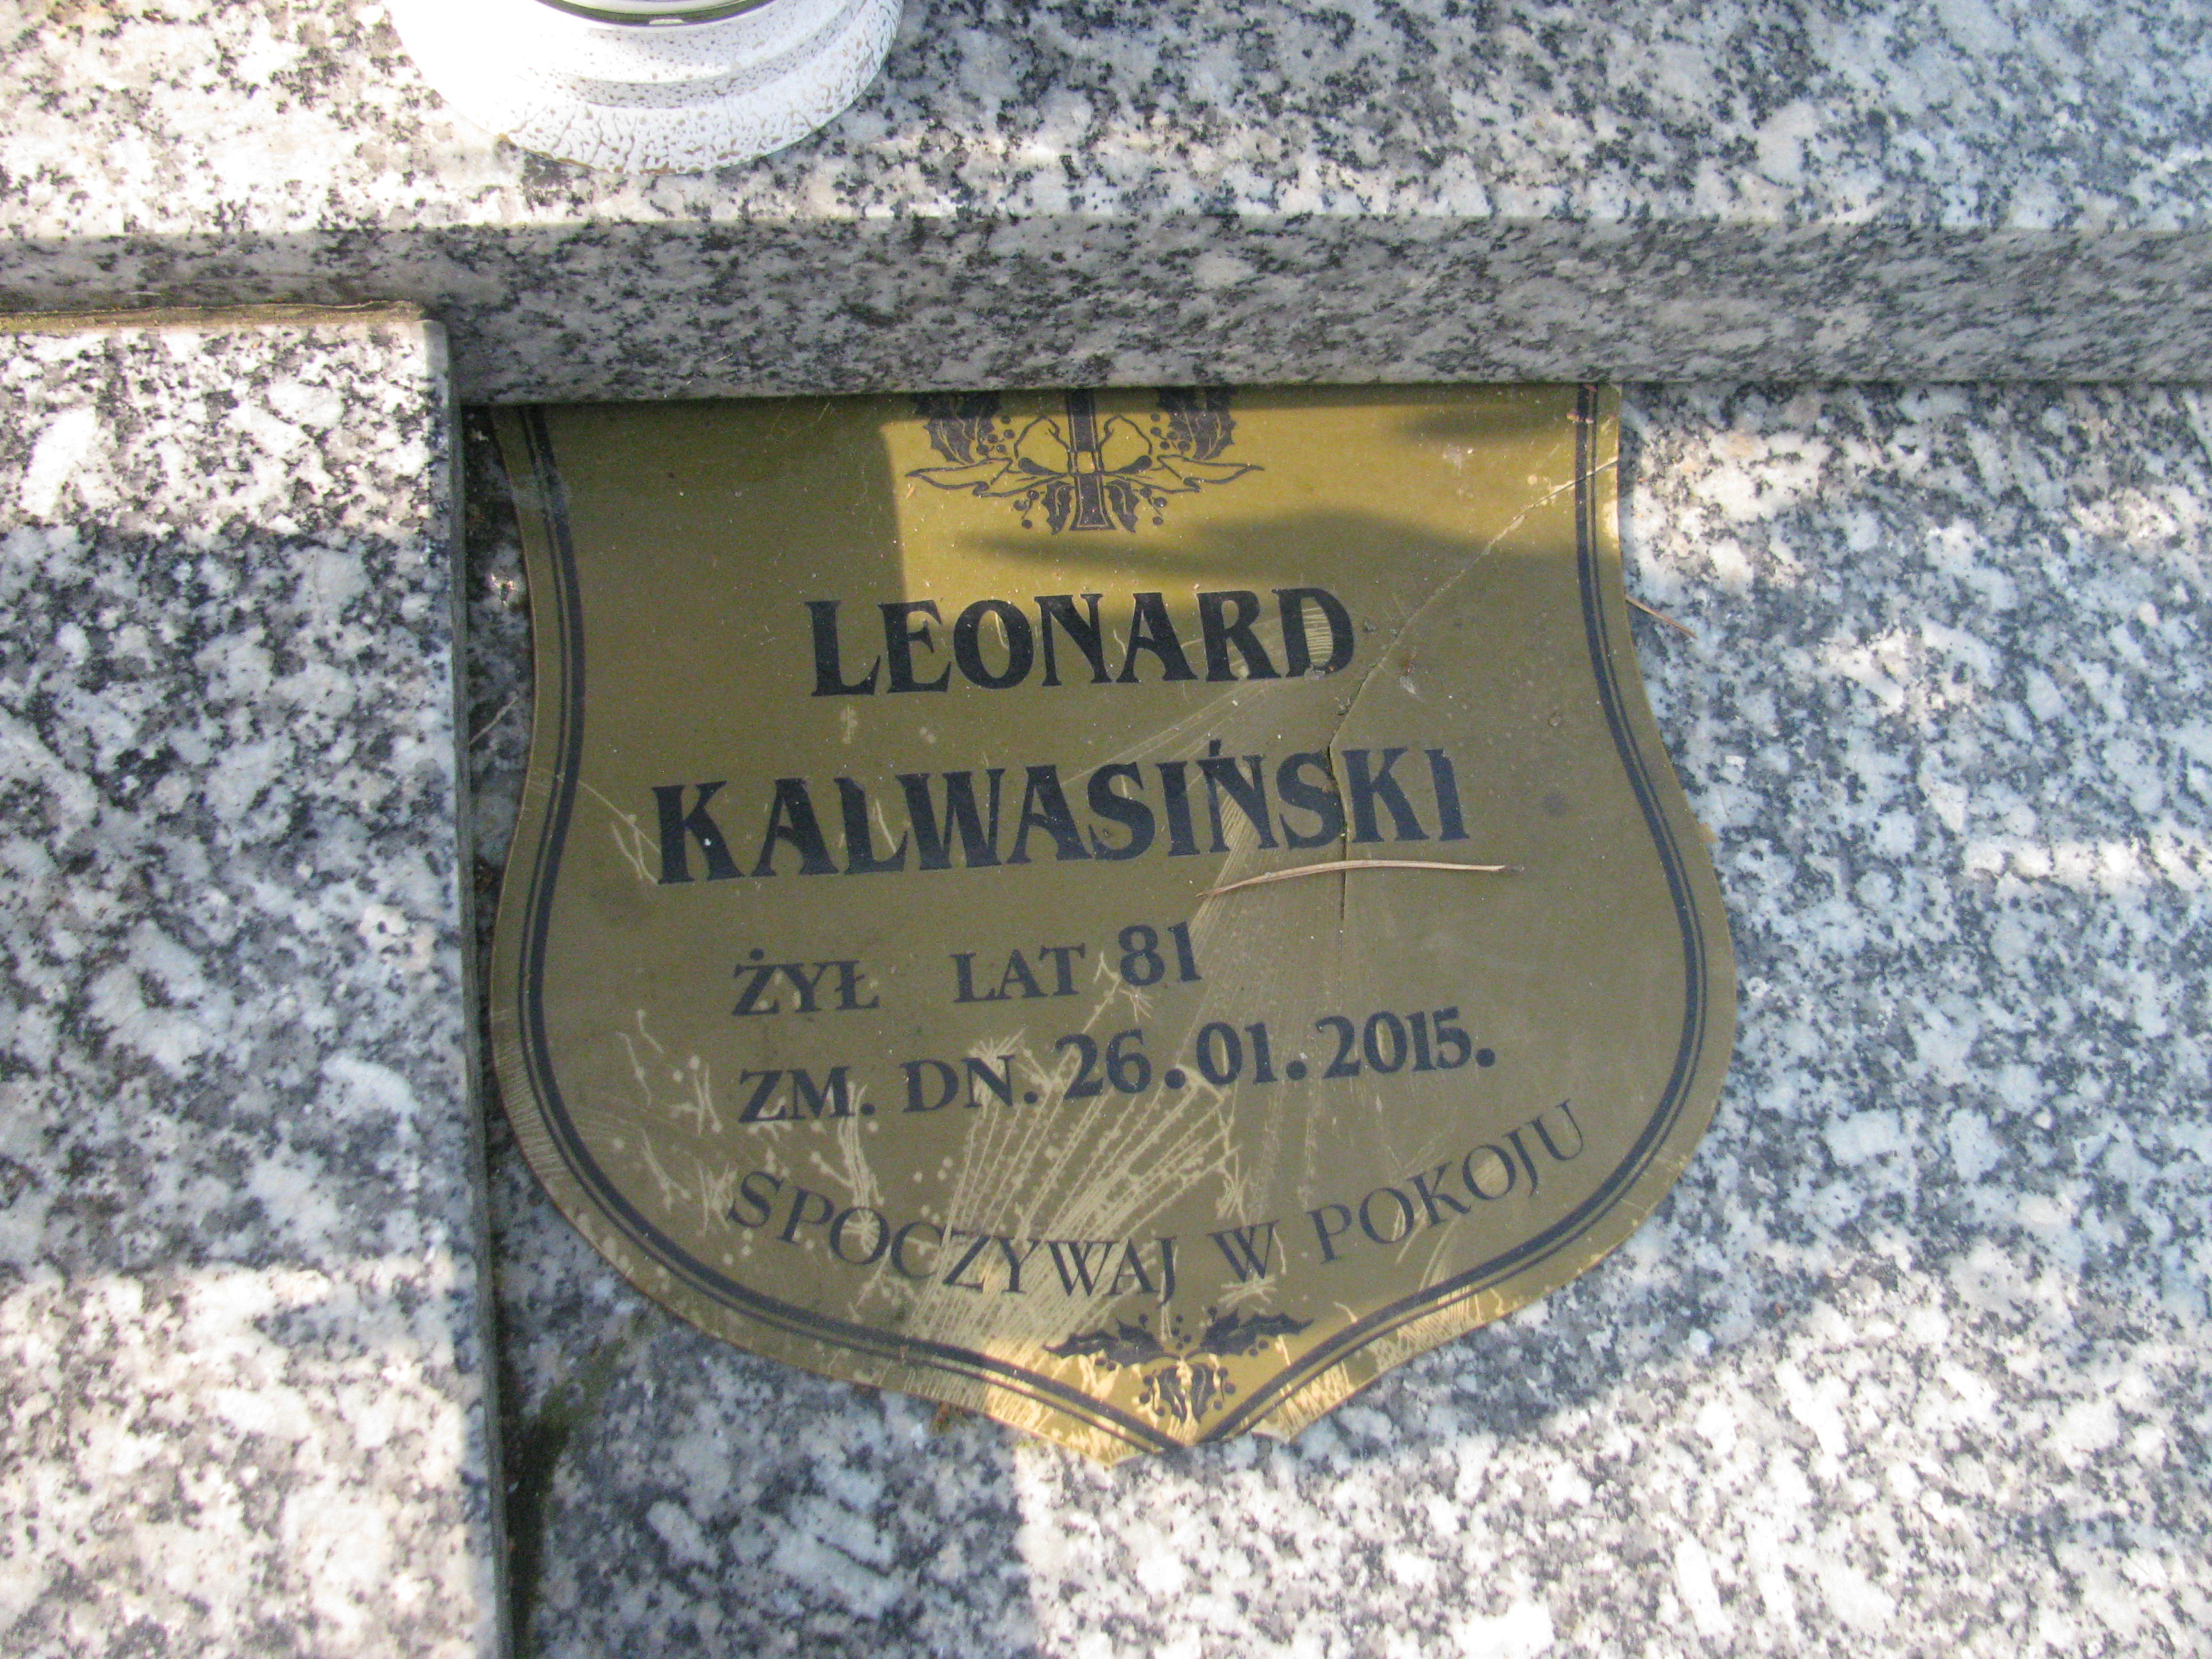 LEONARD
KALWASIŃSKI
ŻYŁ LAT 81
ZM. DN. 26.01.2015.
SPOCZYWAJ W POKOJU